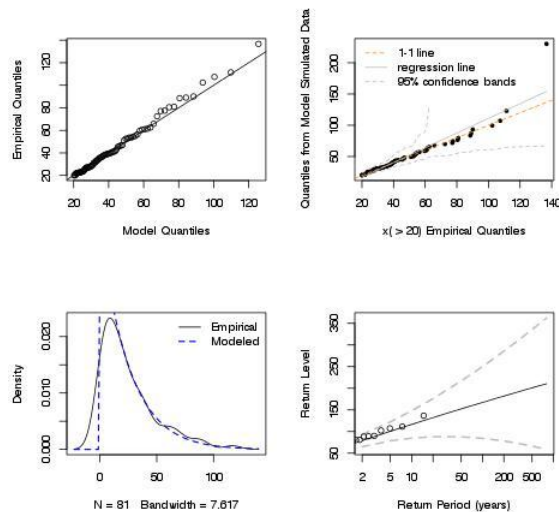 Empirical Quantiles
20 40 60 80 120
20 40 60 80 100 120
Model Quantiles
Quantiles from Model Simulated Data
50 100 150 200
1-1 line
regression line
95% confidence bands
20 40 60 80 100 120 140
x( > 20) Empirical Quantiles
Density
0.000 0.010 0.020
Empirical
Modeled
0 50 100
N = 81 Bandwidth = 7.617
Return Level
50 150 250 350
2 5 10 20 50 100 200 500
Return Period (years)